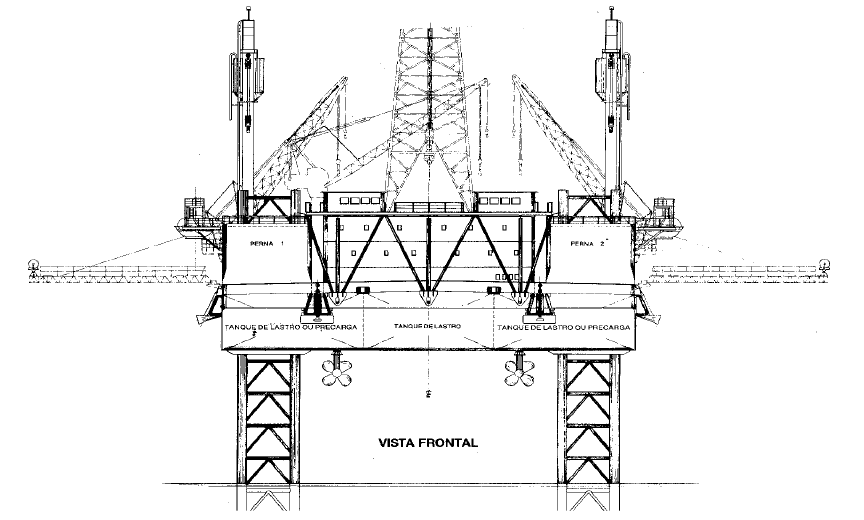 PERNA 1
PERNA 2
TANQUE DE LASTRO OU PRECARGA
TANQUE DE LASTRO
TANQUE DE LASTRO OU PRECARGA
VISTA FRONTAL